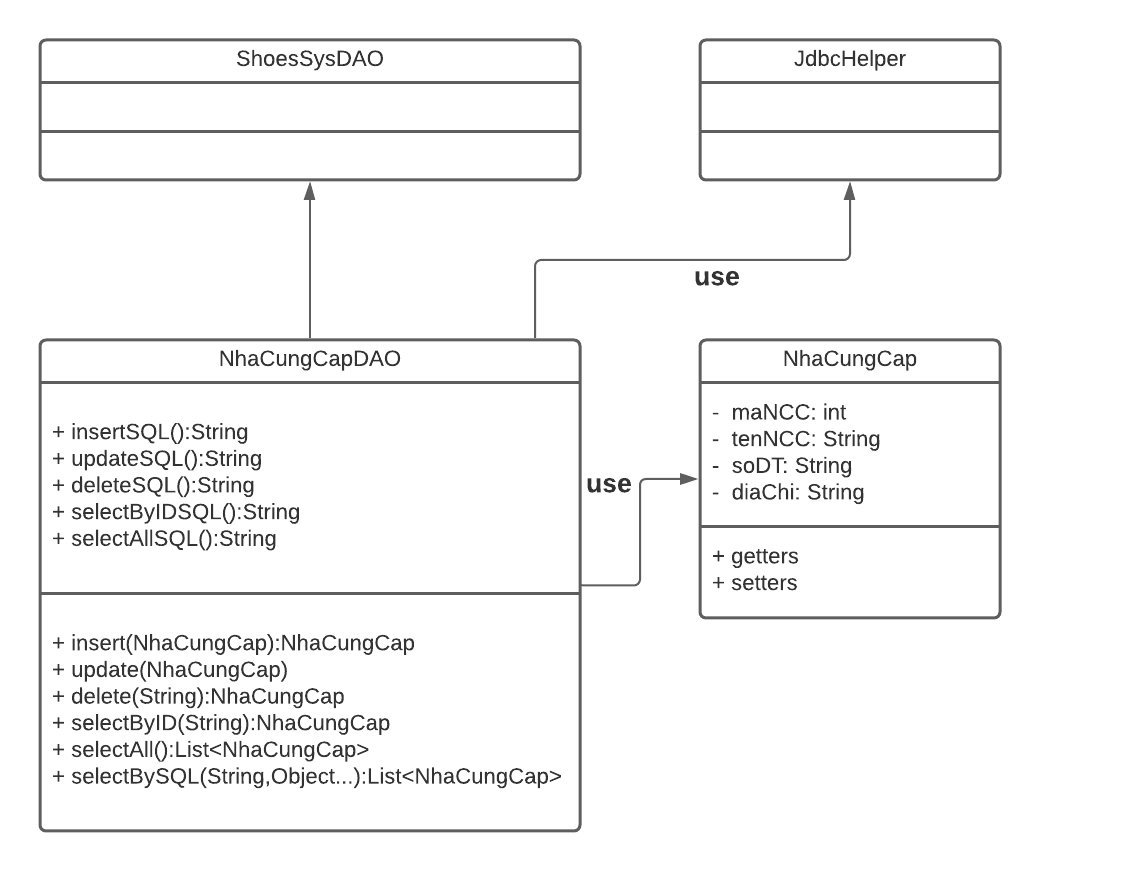 ShoesSysDAO
JdbcHelper
use
NhaCungCapDAO
+ insertSQL():String
+ updateSQL():String
+ deleteSQL():String
+ selectByIDSQL():String
+ selectAllSQL():String
+ insert(NhaCungCap):NhaCungCap
+ update(NhaCungCap)
+ delete(String):NhaCungCap
+ selectByID(String):NhaCungCap
+ selectAll():List<NhaCungCap>
+ selectBySQL(String,Object...):List<NhaCungCap>
use
NhaCungCap
- maNCC: int
- tenNCC: String
- soDT: String
- diaChi: String
+ getters
+ setters